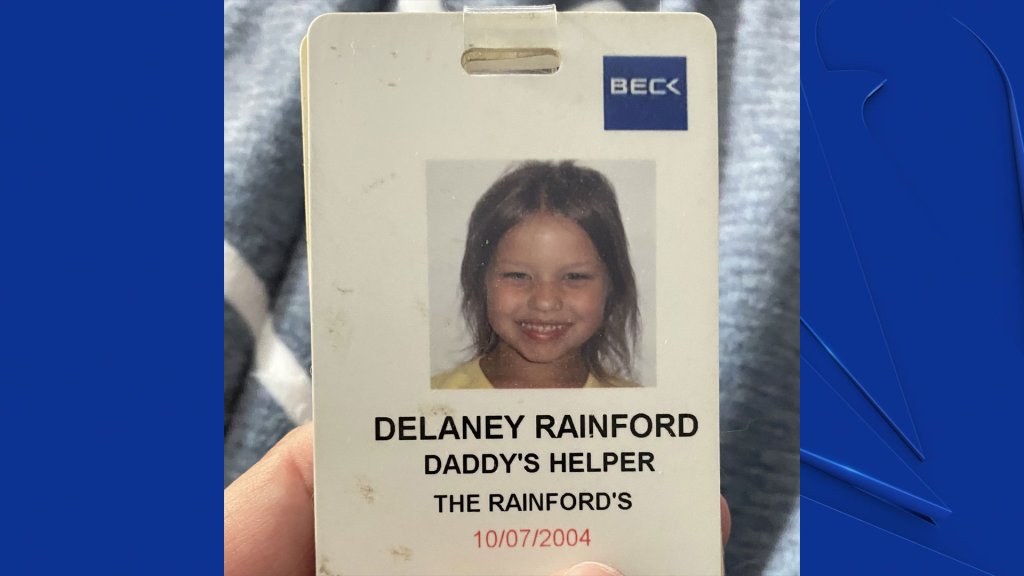 BECK
DELANEY RAINFORD
DADDY'S HELPER
THE RAINFORD'S
10/07/2004